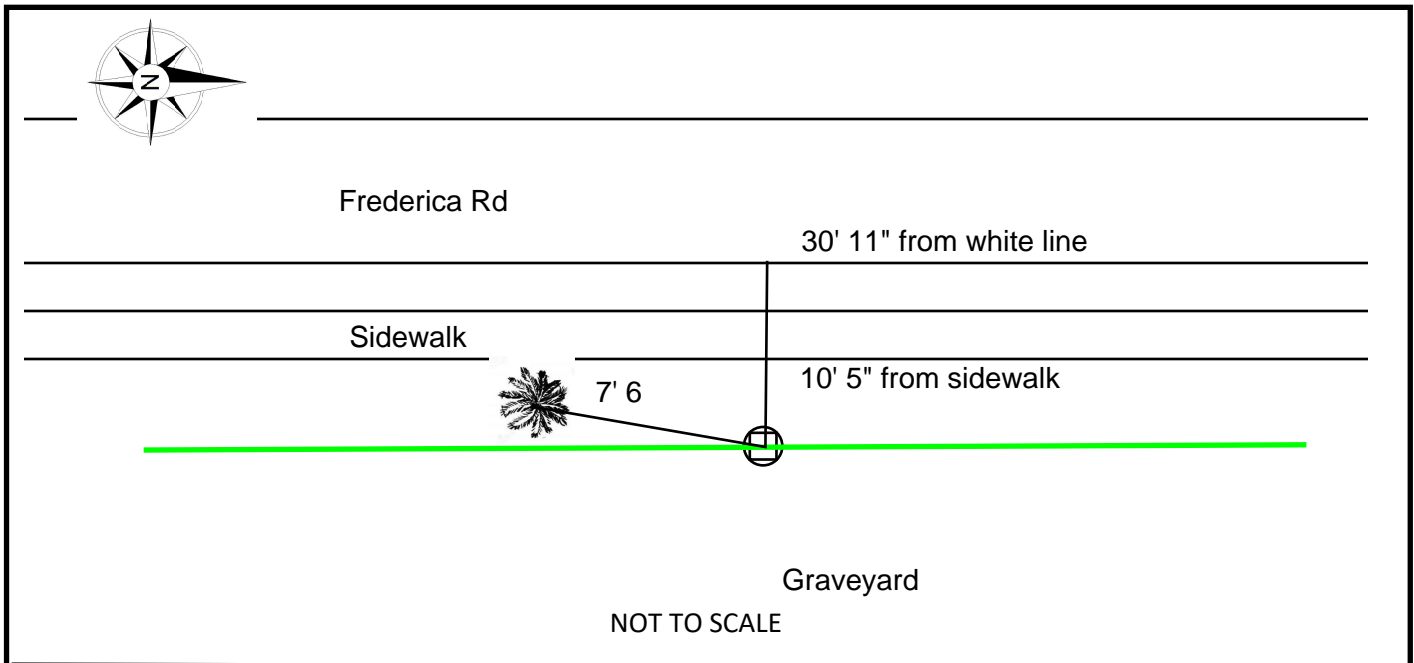 N
Frederica Rd
30' 11" from white line
Sidewalk
10' 5" from sidewalk
7' 6
Graveyard
NOT TO SCALE